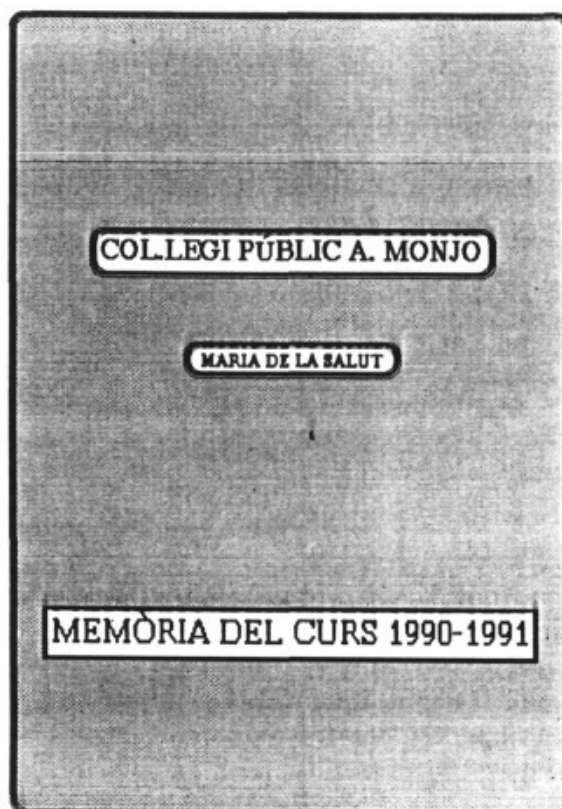 COL.LEGI PÚBLIC A. MONJO
MARIA DE LA SALUT
MEMÒRIA DEL CURS 1990-1991